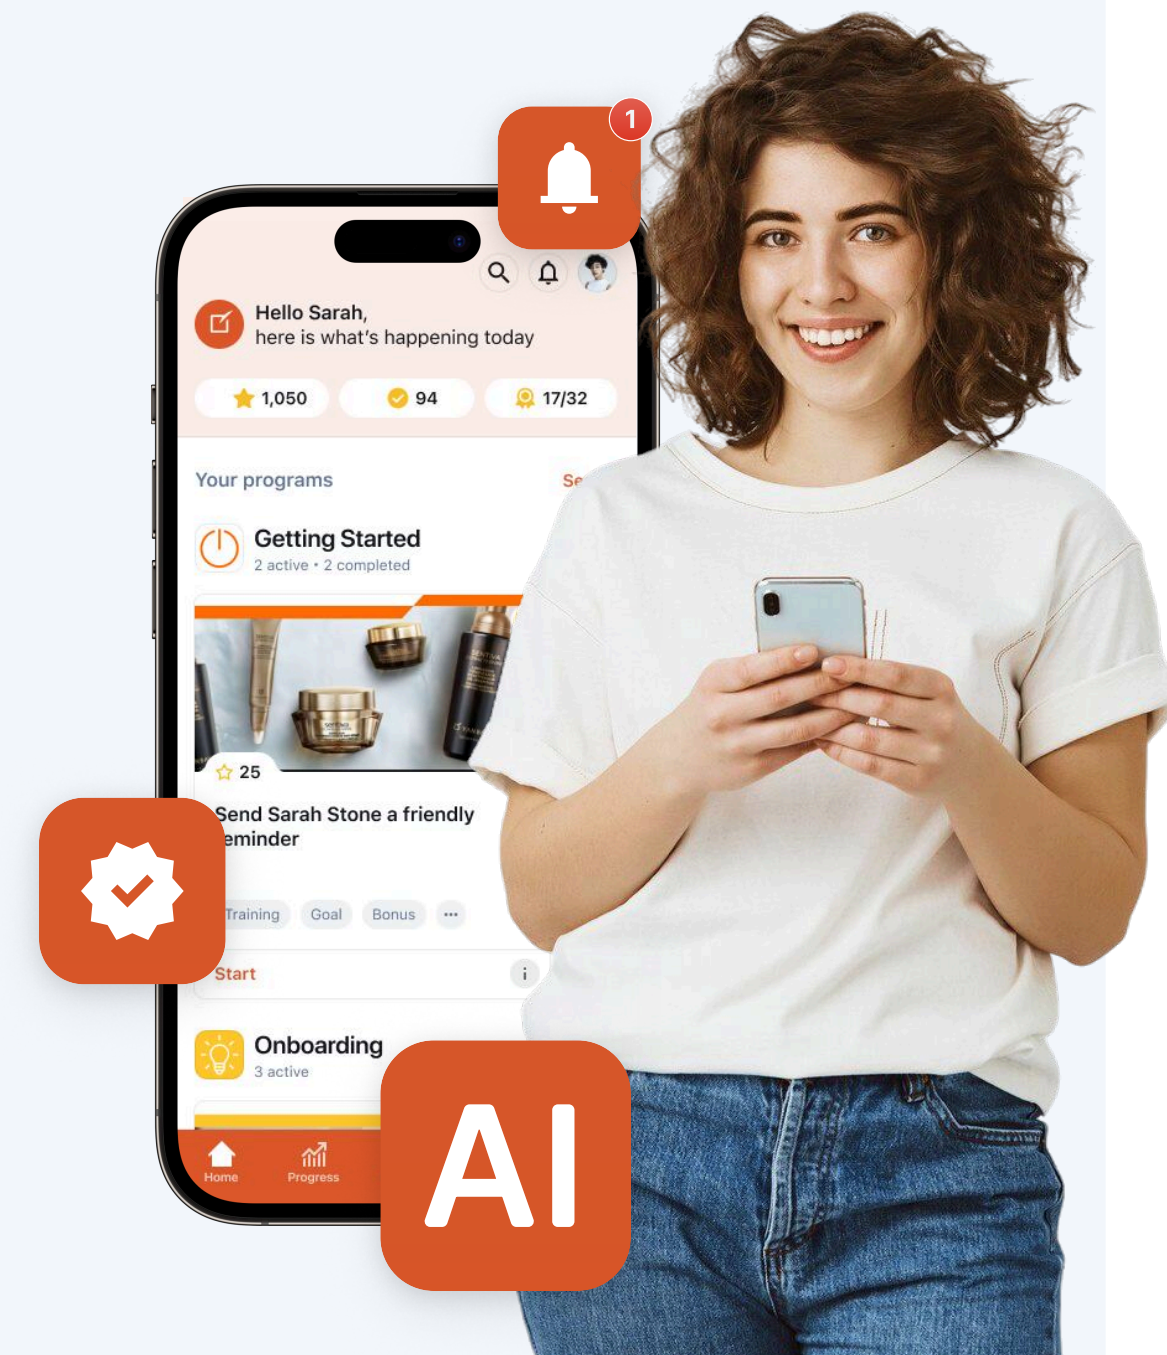 1
Hello Sarah,
here is what's happening today
1,050
94
17/32
Your programs
Getting Started
2 active • 2 completed
25
Send Sarah Stone a friendly
eminder
Training
Goal
Bonus
Start
i
Onboarding
3 active
Home
Progress
AI